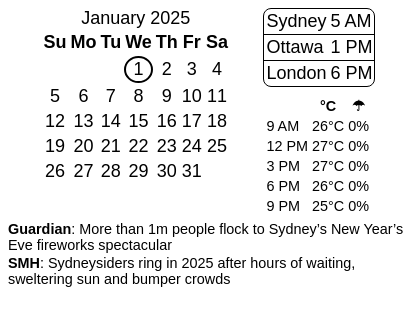 January 2025
Su Mo Tu We Th Fr Sa
1 2 3 4
5 6 7 8 9 10 11
12 13 14 15 16 17 18
19 20 21 22 23 24 25
26 27 28 29 30 31
Sydney 5 AM
Ottawa 1 PM
London 6 PM
°C ☂
9 AM 26°C 0%
12 PM 27°C 0%
3 PM 27°C 0%
6 PM 26°C 0%
9 PM 25°C 0%
Guardian: More than 1m people flock to Sydney’s New Year’s
Eve fireworks spectacular
SMH: Sydneysiders ring in 2025 after hours of waiting,
sweltering sun and bumper crowds